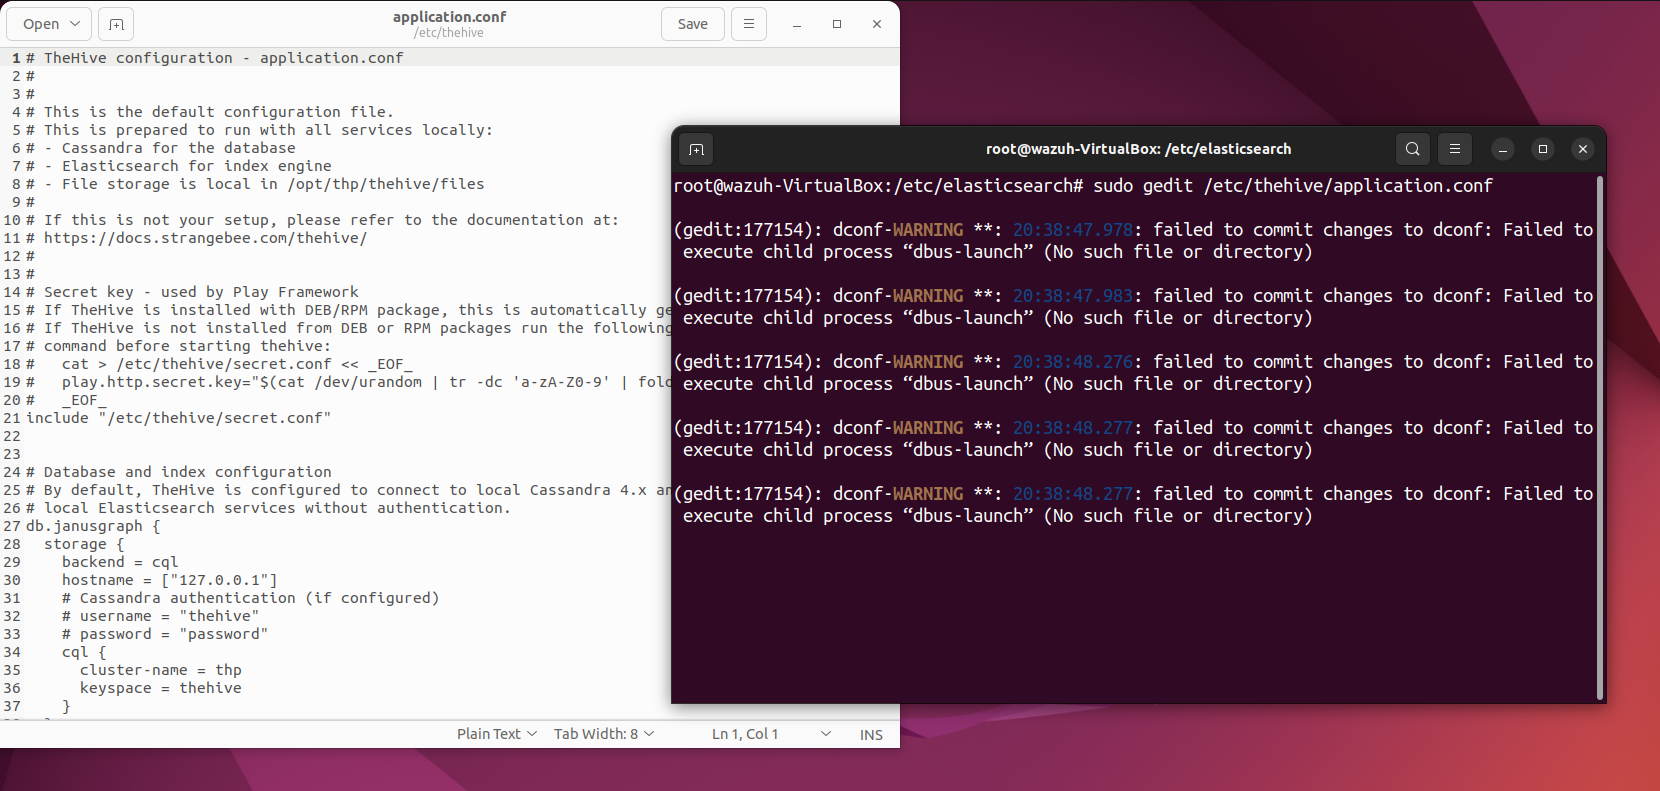 Open
application.conf
/etc/thehive
Save
1 # TheHive configuration - application.conf
2 #
3 #
4 # This is the default configuration file.
5 # This is prepared to run with all services locally:
6 # - Cassandra for the database
7 # - Elasticsearch for index engine
8 # - File storage is local in /opt/thp/thehive/files
9 #
10 # If this is not your setup, please refer to the documentation at:
11 # https://docs.strangebee.com/thehive/
12 #
13 #
14 # Secret key - used by Play Framework
15 # If TheHive is installed with DEB/RPM package, this is automatically ge
16 # If TheHive is not installed from DEB or RPM packages run the following
17 # command before starting thehive:
18 #   cat > /etc/thehive/secret.conf << _EOF_
19 #   play.http.secret.key="$(cat /dev/urandom | tr -dc 'a-zA-Z0-9' | fol
20 #   _EOF_
21 include "/etc/thehive/secret.conf"
22
23
24 # Database and index configuration
25 # By default, TheHive is configured to connect to local Cassandra 4.x an
26 # local Elasticsearch services without authentication.
27 db.janusgraph {
28   storage {
29     backend = cql
30     hostname = ["127.0.0.1"]
31     # Cassandra authentication (if configured)
32     # username = "thehive"
33     # password = "password"
34     cql {
35       cluster-name = thp
36       keyspace = thehive
37     }
Plain Text Tab Width: 8 Ln 1, Col 1 INS
root@wazuh-VirtualBox: /etc/elasticsearch
root@wazuh-VirtualBox:/etc/elasticsearch# sudo gedit /etc/thehive/application.conf
(gedit:177154): dconf-WARNING **: 20:38:47.978: failed to commit changes to dconf: Failed to
execute child process “dbus-launch” (No such file or directory)
(gedit:177154): dconf-WARNING **: 20:38:47.983: failed to commit changes to dconf: Failed to
execute child process “dbus-launch” (No such file or directory)
(gedit:177154): dconf-WARNING **: 20:38:48.276: failed to commit changes to dconf: Failed to
execute child process “dbus-launch” (No such file or directory)
(gedit:177154): dconf-WARNING **: 20:38:48.277: failed to commit changes to dconf: Failed to
execute child process “dbus-launch” (No such file or directory)
(gedit:177154): dconf-WARNING **: 20:38:48.277: failed to commit changes to dconf: Failed to
execute child process “dbus-launch” (No such file or directory)